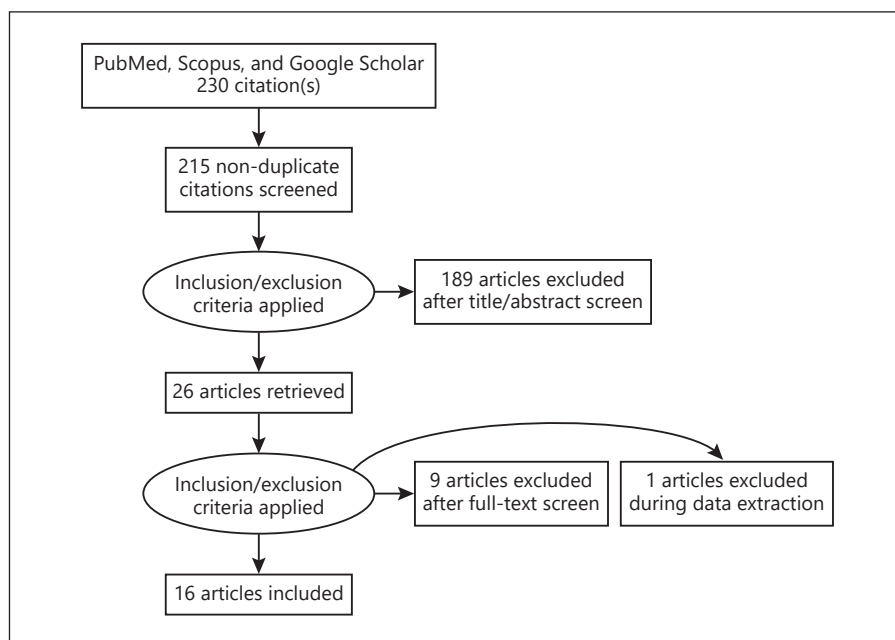 PubMed, Scopus, and Google Scholar
230 citation(s)
215 non-duplicate
citations screened
Inclusion/exclusion
criteria applied
189 articles excluded
after title/abstract screen
26 articles retrieved
Inclusion/exclusion
criteria applied
9 articles excluded
after full-text screen
1 articles excluded
during data extraction
16 articles included